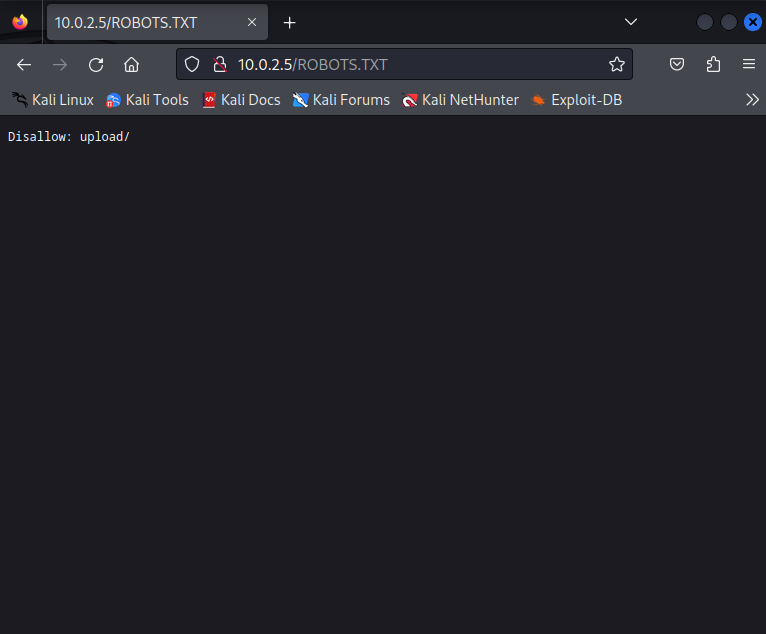 10.0.2.5/ROBOTS.TXT
10.0.2.5/ROBOTS.TXT
Kali Linux Kali Tools Kali Docs Kali Forums Kali NetHunter Exploit-DB
Disallow: upload/